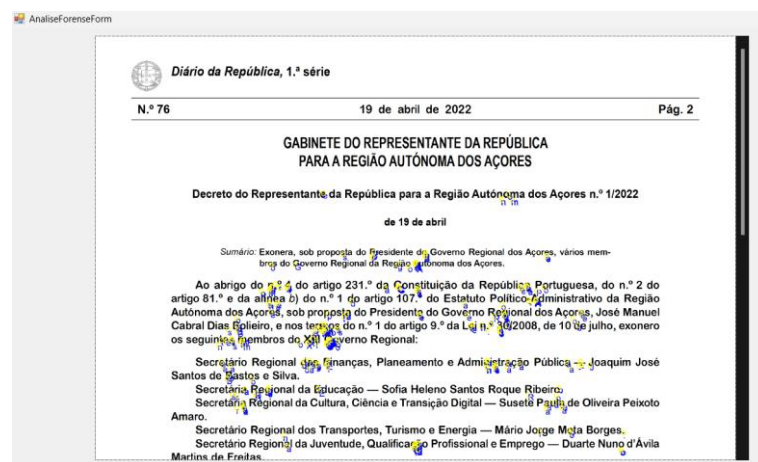 AnaliseForenseForm
Diário da República, 1.ª série
N.º 76 19 de abril de 2022 Pág. 2
GABINETE DO REPRESENTANTE DA REPÚBLICA
PARA A REGIÃO AUTÓNOMA DOS AÇORES
Decreto do Representante da República para a Região Autónoma dos Açores n.º 1/2022
de 19 de abril
Sumário: Exonera, sob proposta do Presidente do Governo Regional dos Açores, vários mem-
bros do Governo Regional da Região Autónoma dos Açores.
Ao abrigo do n.º 4 do artigo 231.º da Constituição da República Portuguesa, do n.º 2 do
artigo 81.º e da alínea b) do n.º 1 do artigo 107.º do Estatuto Político-Administrativo da Região
Autónoma dos Açores, sob proposta do Presidente do Governo Regional dos Açores, José Manuel
Cabral Dias Bolieiro, e nos termos do n.º 1 do artigo 9.º da Lei n.º 30/2008, de 10 de julho, exonero
os seguintes membros do XIII Governo Regional:
Secretário Regional das Finanças, Planeamento e Administração Pública — Joaquim José
Santos de Bastos e Silva.
Secretária Regional da Educação — Sofia Heleno Santos Roque Ribeiro.
Secretária Regional da Cultura, Ciência e Transição Digital — Susete Paula de Oliveira Peixoto
Amaro.
Secretário Regional dos Transportes, Turismo e Energia — Mário Jorge Mota Borges.
Secretário Regional da Juventude, Qualificação Profissional e Emprego — Duarte Nuno d'Ávila
Martins de Freitas.